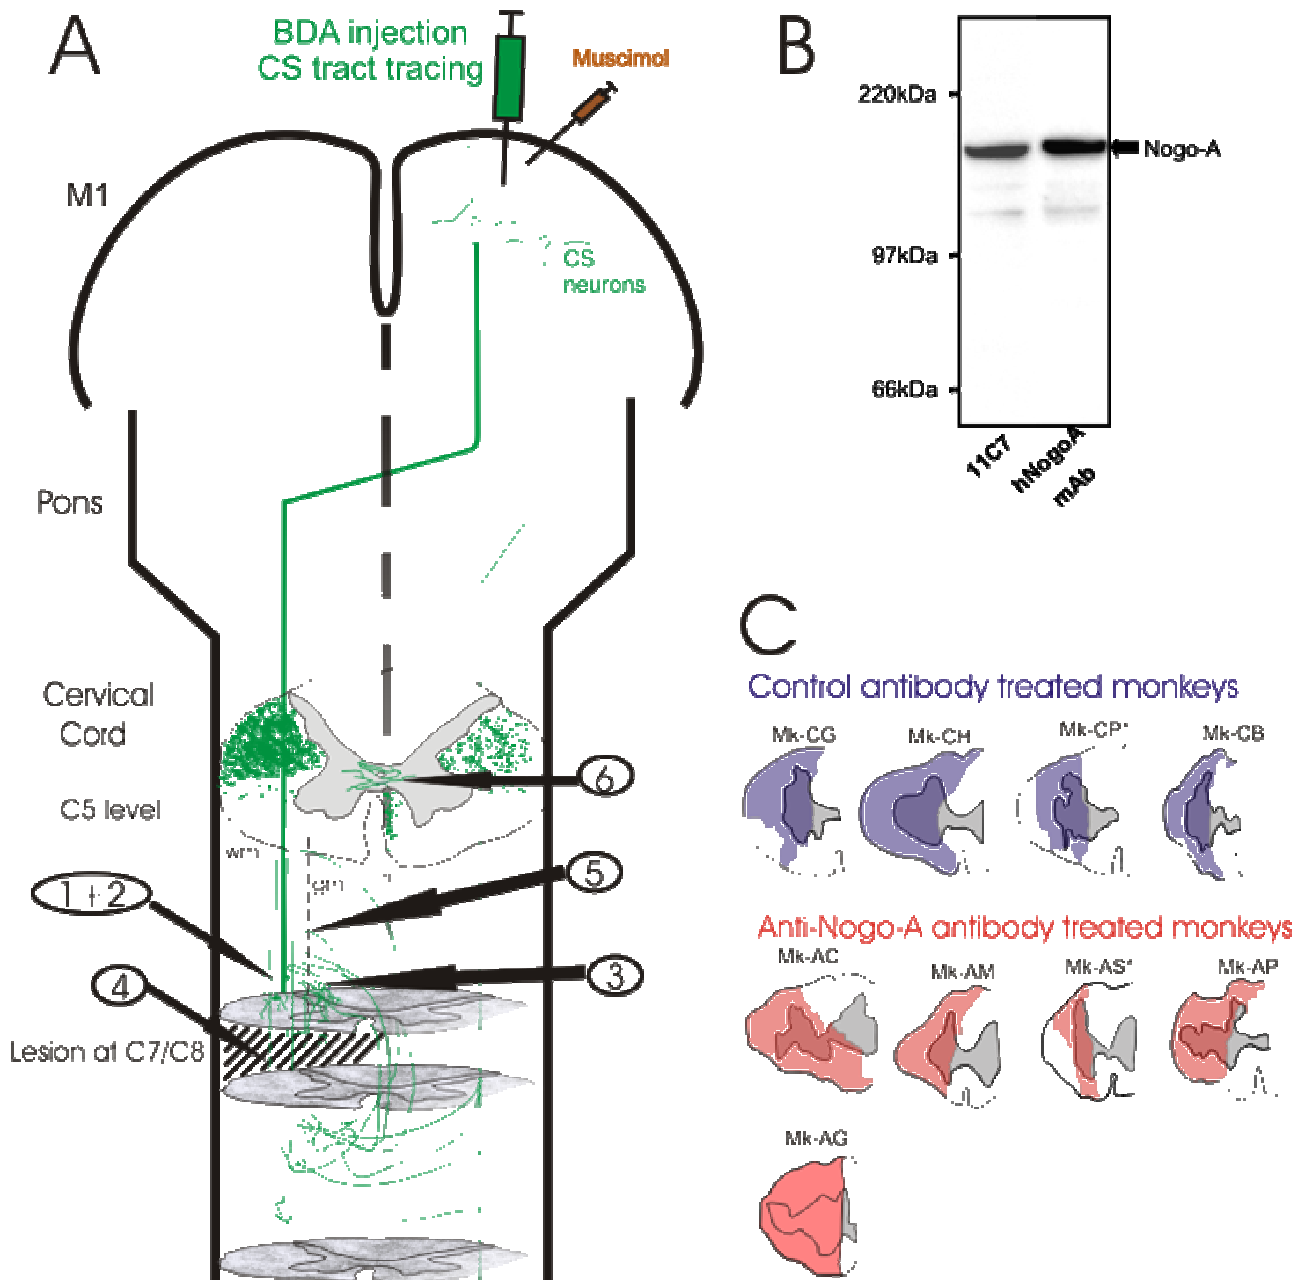 A
BDA injection
CS tract tracing
Muscimol
M1
CS
neurons
Pons
Cervical
Cord
C5 level
wm
gm
6
5
1 + 2
3
4
Lesion at C7/C8
B
220kDa
Nogo-A
97kDa
66kDa
11C7
hNogoA
mAb
C
Control antibody treated monkeys
Mk-CG
Mk-CH
Mk-CP*
Mk-CB
Anti-Nogo-A antibody treated monkeys
Mk-AC
Mk-AM
Mk-AS*
Mk-AP
Mk-AG